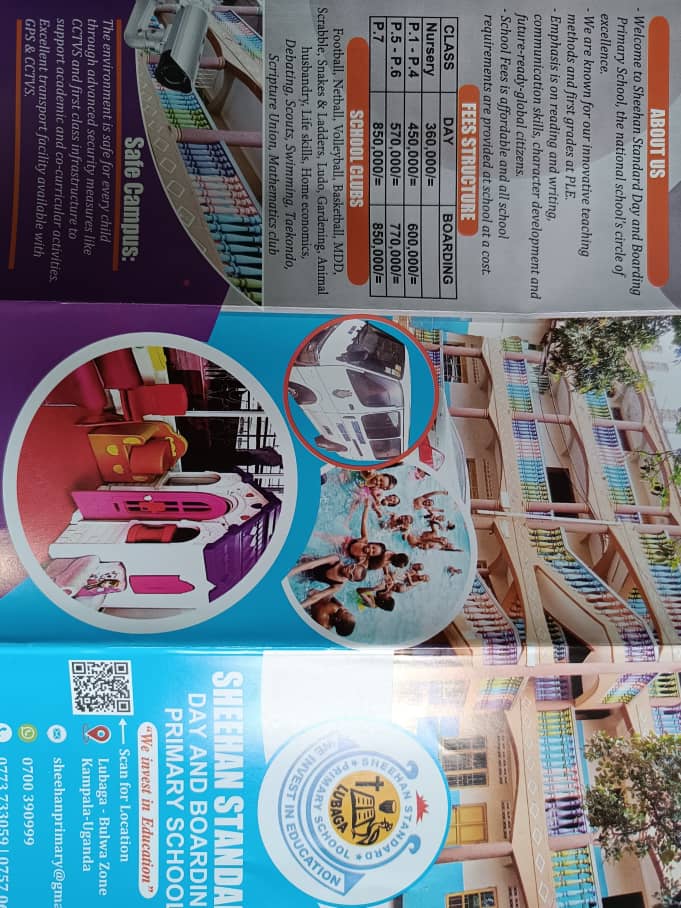 ABOUT US
- Welcome to Sheehan Standard Day and Boarding
Primary School, the national school's circle of
excellence.
- We are known for our innovative teaching
methods and first grades at PLE.
- Emphasis is on reading and writing,
communication skills, character development and
future-ready-global citizens.
- School Fees is affordable and all school
requirements are provided at school at a cost.
FEES STRUCTURE
CLASS DAY BOARDING
Nursery 360,000/=
P.1 - P.4 450,000/= 600,000/=
P.5 - P.6 570,000/= 770,000/=
P.7 850,000/= 850,000/=
SCHOOL CLUBS
Football, Netball, Volleyball, Basketball, MDD,
Scrabble, Snakes & Ladders, Ludo, Gardening, Animal
husbandry, Life skills, Home economics,
Debating, Scouts, Swimming, Taekondo,
Scripture Union, Mathematics club
Safe Campus:
The environment is safe for every child
through advanced security measures like
CCTVS and first class infrastructure to
support academic and co-curricular activities.
Excellent transport facility available with
GPS & CCTVS.
SHEEHAN STANDARD
PRIMARY SCHOOL
LUBAGA
WE INVEST IN EDUCATION
SHEEHAN STANDA
DAY AND BOARDIN
PRIMARY SCHOOL
"We invest in Education"
Scan for Location
Lubaga - Bulwa Zone
Kampala-Uganda
sheehanprimary@gma
0700 390999
0773 733059 | 0757 06